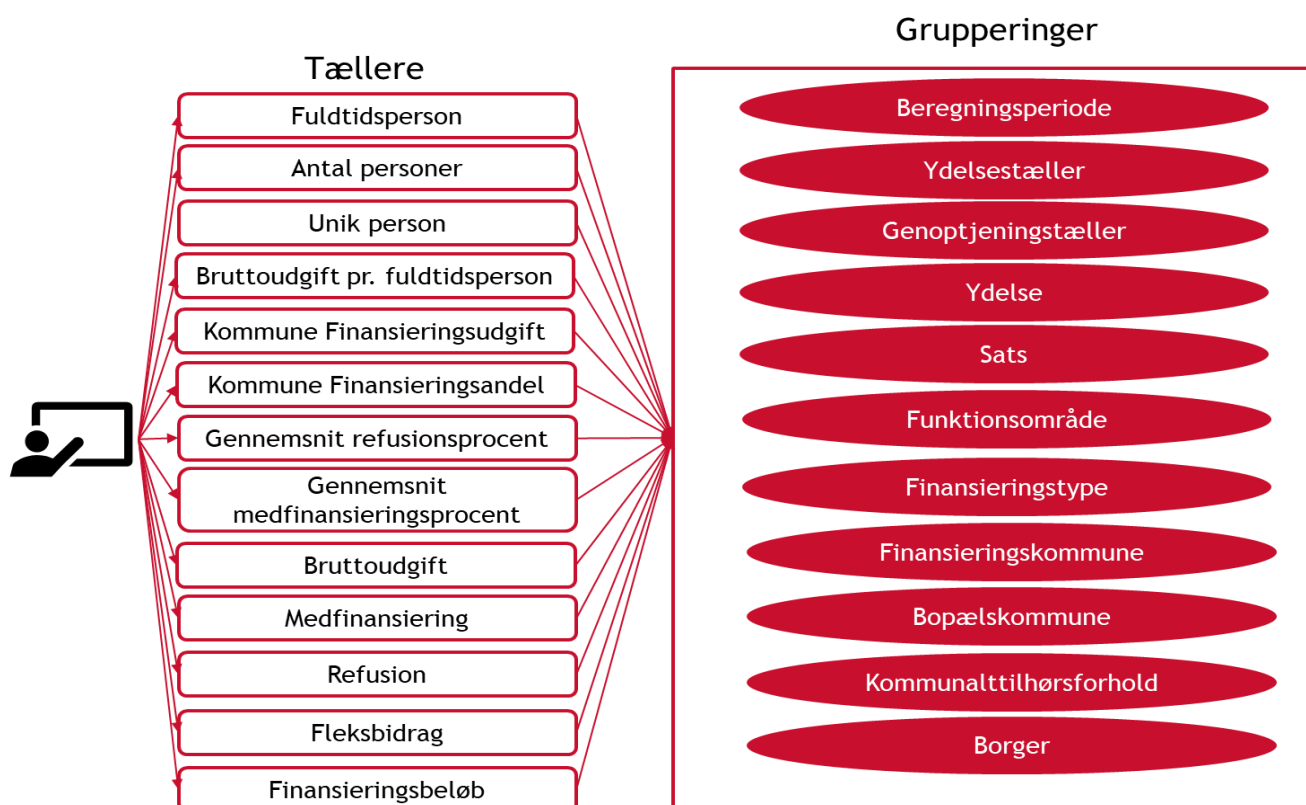 Tællere
Fuldtidsperson
Antal personer
Unik person
Bruttoudgift pr. fuldtidsperson
Kommune Finansieringsudgift
Kommune Finansieringsandel
Gennemsnit refusionsprocent
Gennemsnit
medfinansieringsprocent
Bruttoudgift
Medfinansiering
Refusion
Fleksbidrag
Finansieringsbeløb
Grupperinger
Beregningsperiode
Ydelsestæller
Genoptjeningstæller
Ydelse
Sats
Funktionsområde
Finansieringstype
Finansieringskommune
Bopælskommune
Kommunalttilhørsforhold
Borger